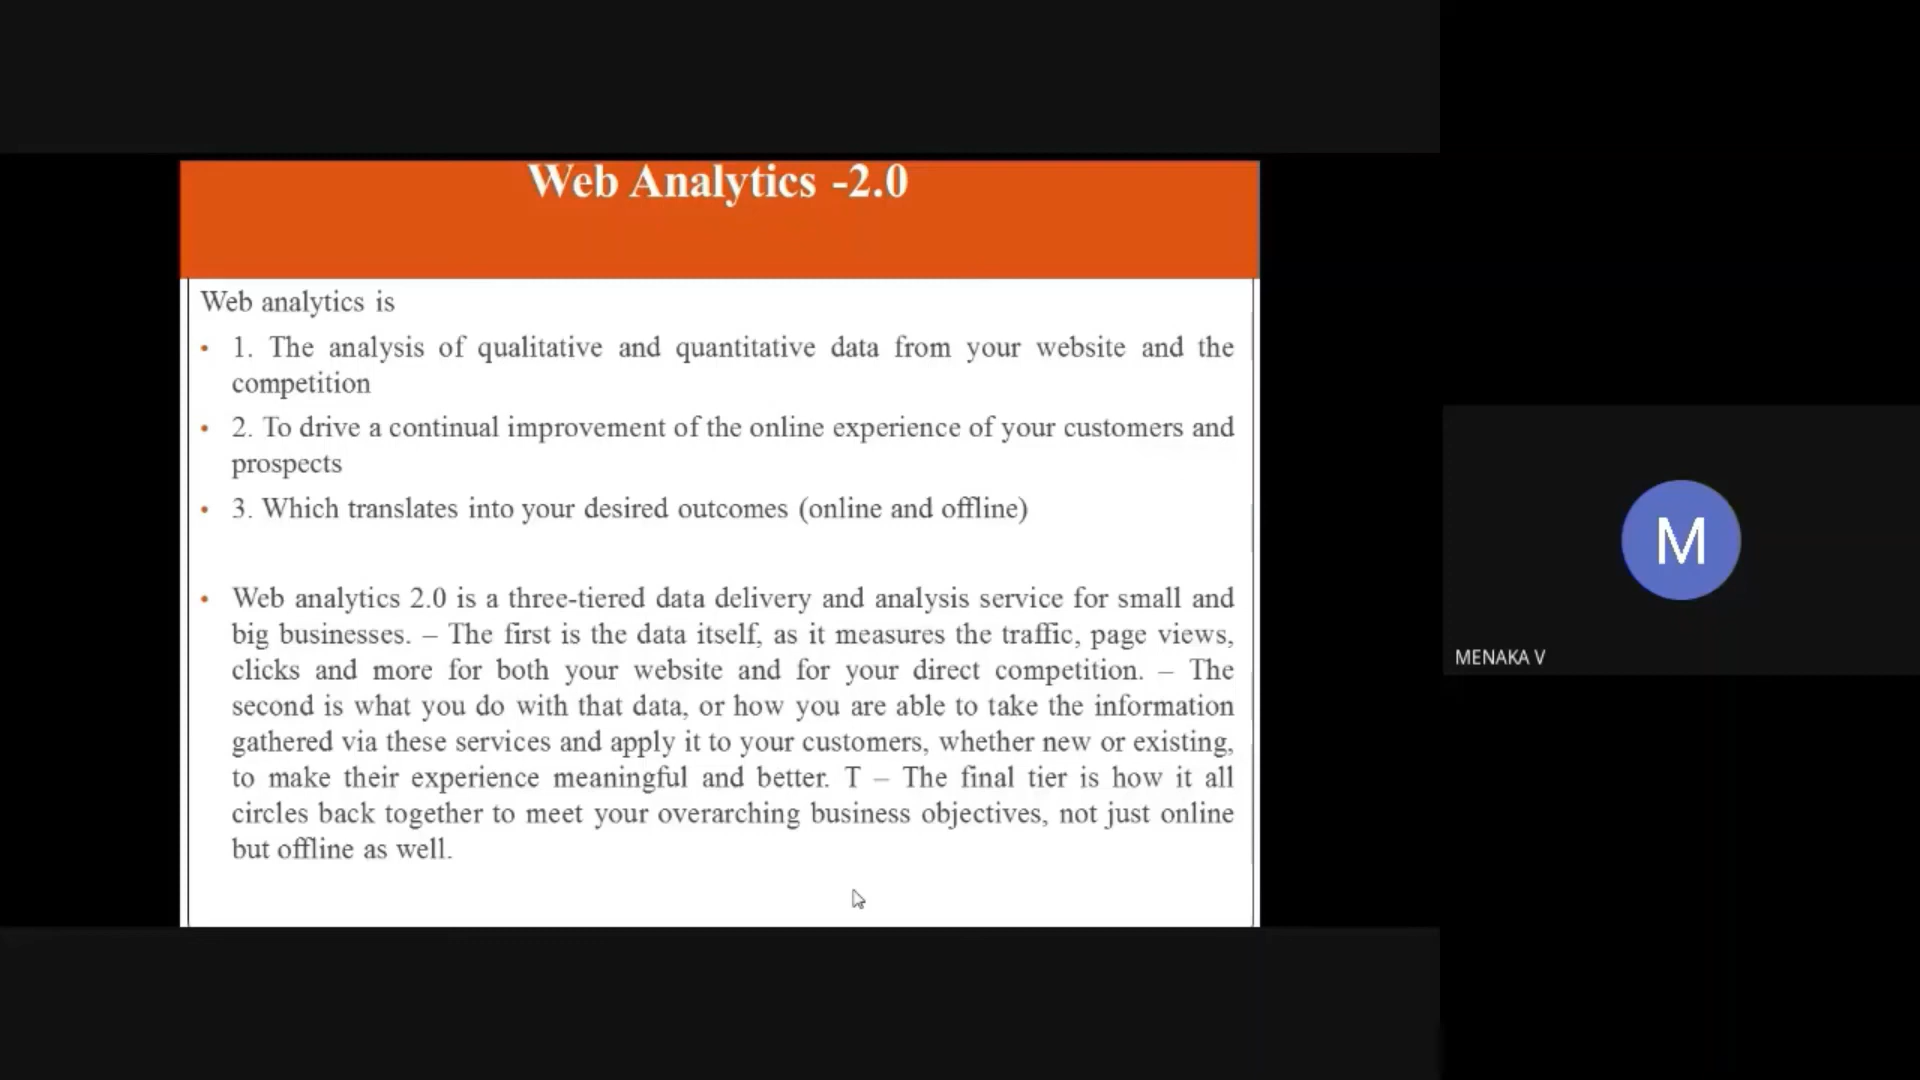 Web Analytics -2.0
Web analytics is
• 1. The analysis of qualitative and quantitative data from your website and the
competition
• 2. To drive a continual improvement of the online experience of your customers and
prospects
• 3. Which translates into your desired outcomes (online and offline)
• Web analytics 2.0 is a three-tiered data delivery and analysis service for small and
big businesses. – The first is the data itself, as it measures the traffic, page views,
clicks and more for both your website and for your direct competition. – The
second is what you do with that data, or how you are able to take the information
gathered via these services and apply it to your customers, whether new or existing,
to make their experience meaningful and better. T – The final tier is how it all
circles back together to meet your overarching business objectives, not just online
but offline as well.
M
MENAKA V